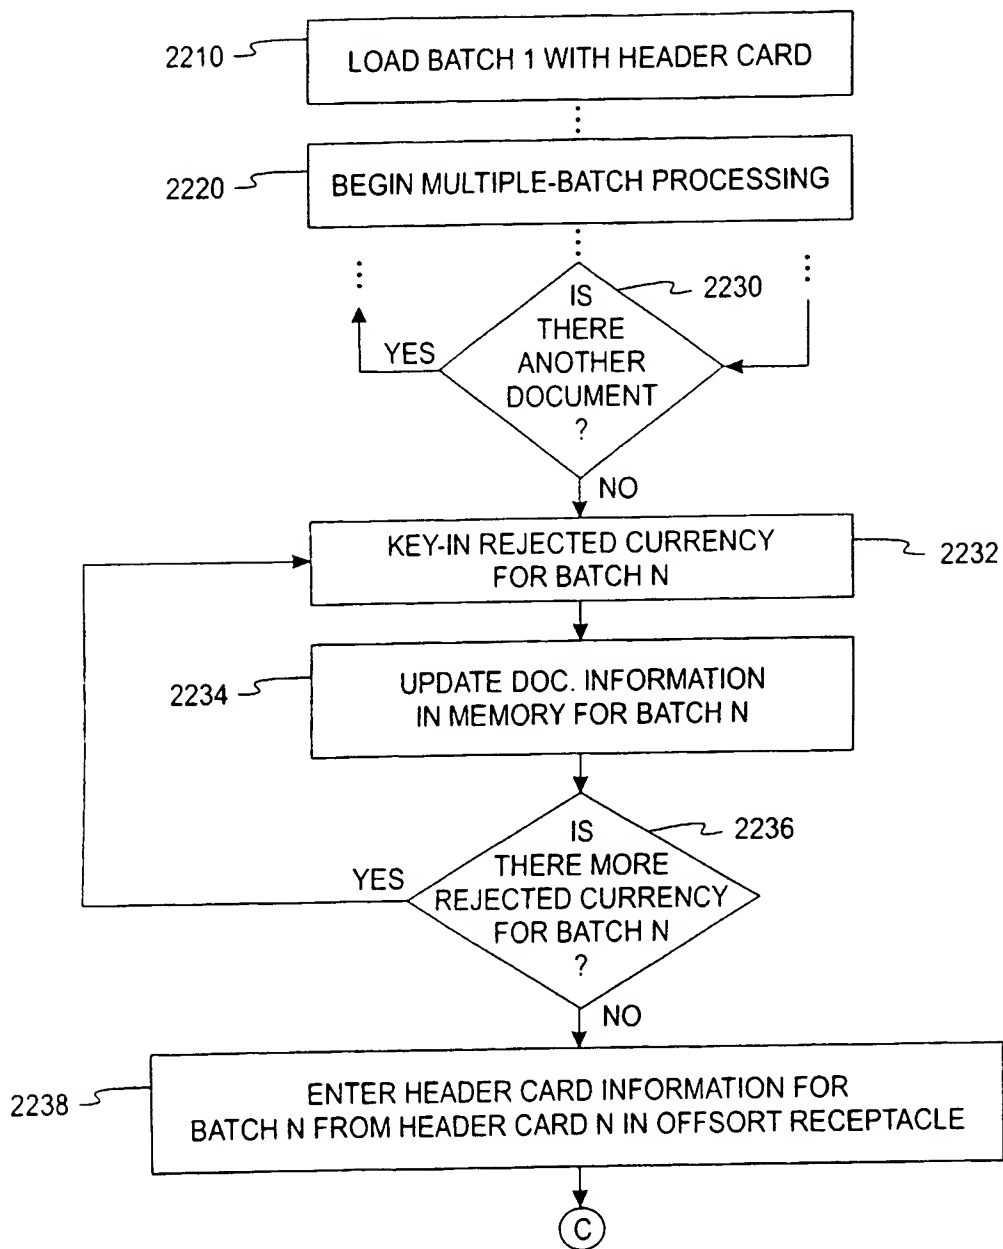 2210
LOAD BATCH 1 WITH HEADER CARD
2220
BEGIN MULTIPLE-BATCH PROCESSING
2230
IS
THERE
ANOTHER
DOCUMENT
?
YES
NO
KEY-IN REJECTED CURRENCY
FOR BATCH N
2232
2234
UPDATE DOC. INFORMATION
IN MEMORY FOR BATCH N
2236
IS
THERE MORE
REJECTED CURRENCY
FOR BATCH N
?
YES
NO
2238
ENTER HEADER CARD INFORMATION FOR
BATCH N FROM HEADER CARD N IN OFFSORT RECEPTACLE
C